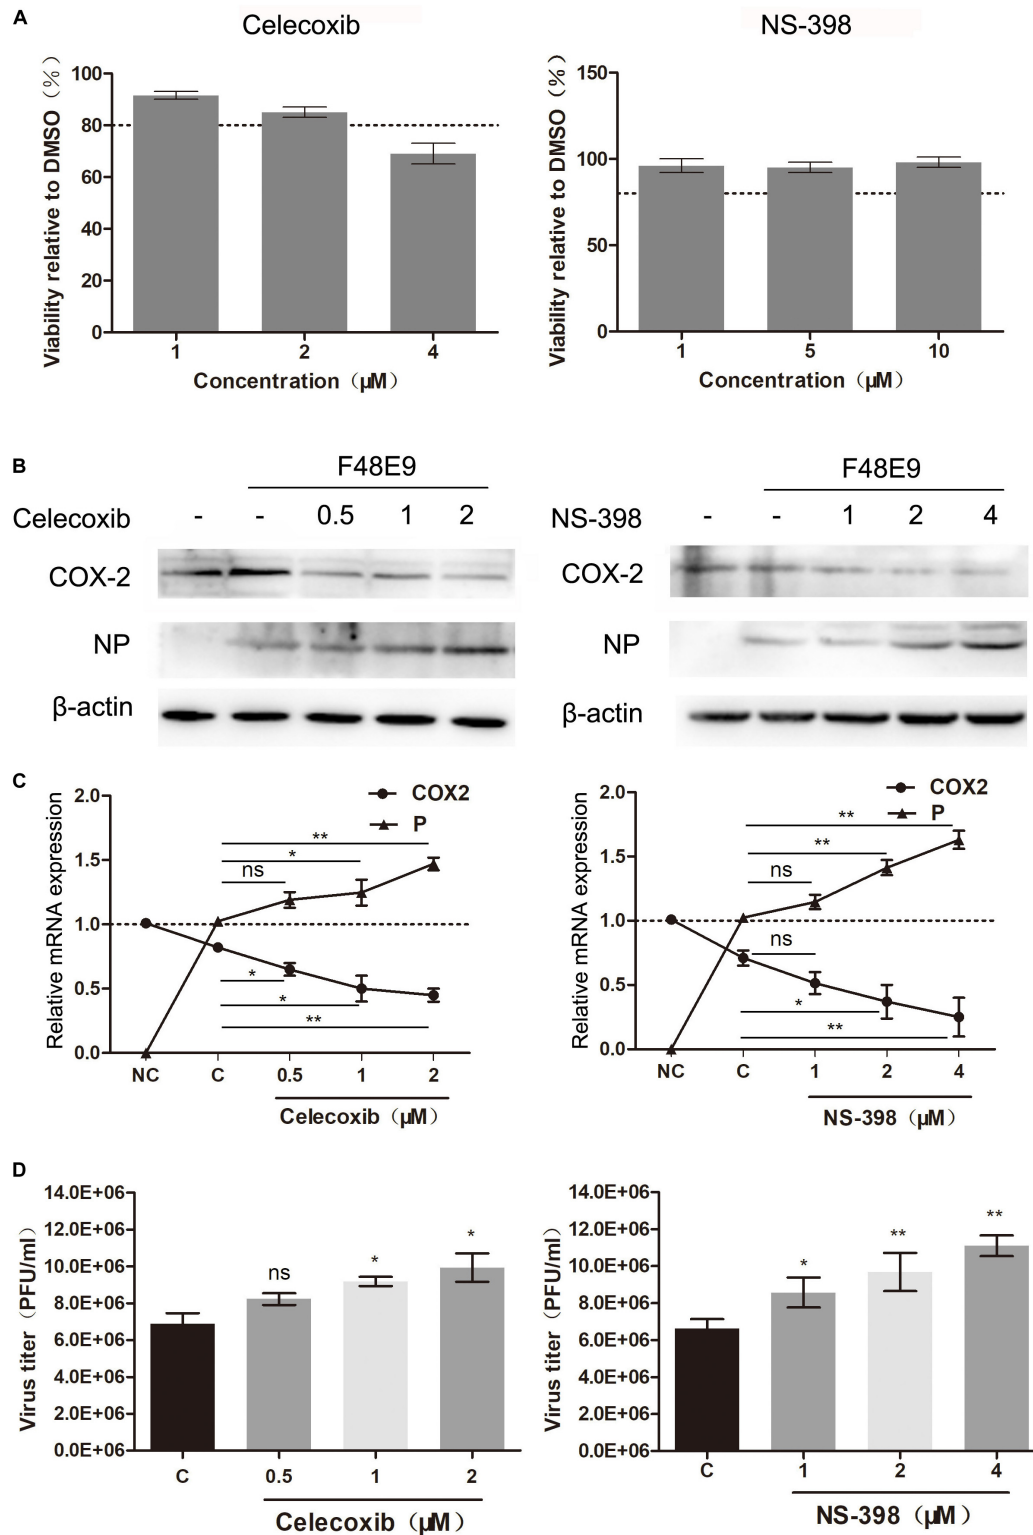 A
Celecoxib
NS-398
Viability relative to DMSO（%）
100
80
60
40
20
0
1 2 4
Concentration（μM）
Viability relative to DMSO（%）
150
100
50
0
1 5 10
Concentration（μM）
B
F48E9
Celecoxib - - 0.5 1 2
COX-2
NP
β-actin
F48E9
NS-398 - - 1 2 4
COX-2
NP
β-actin
C
Relative mRNA expression
2.0
1.5
1.0
0.5
0.0
COX2
P
**
*
ns
*
*
**
NC C 0.5 1 2
Celecoxib（μM）
Relative mRNA expression
2.0
1.5
1.0
0.5
0.0
COX2
P
**
**
ns
ns
*
**
NC C 1 2 4
NS-398（μM）
D
Virus titer（PFU/ml）
14.0E+06
12.0E+06
10.0E+06
8.0E+06
6.0E+06
4.0E+06
2.0E+06
0.0E+06
ns * *
C 0.5 1 2
Celecoxib（μM）
Virus titer（PFU/ml）
14.0E+06
12.0E+06
10.0E+06
8.0E+06
6.0E+06
4.0E+06
2.0E+06
0.0E+06
* ** **
C 1 2 4
NS-398（μM）